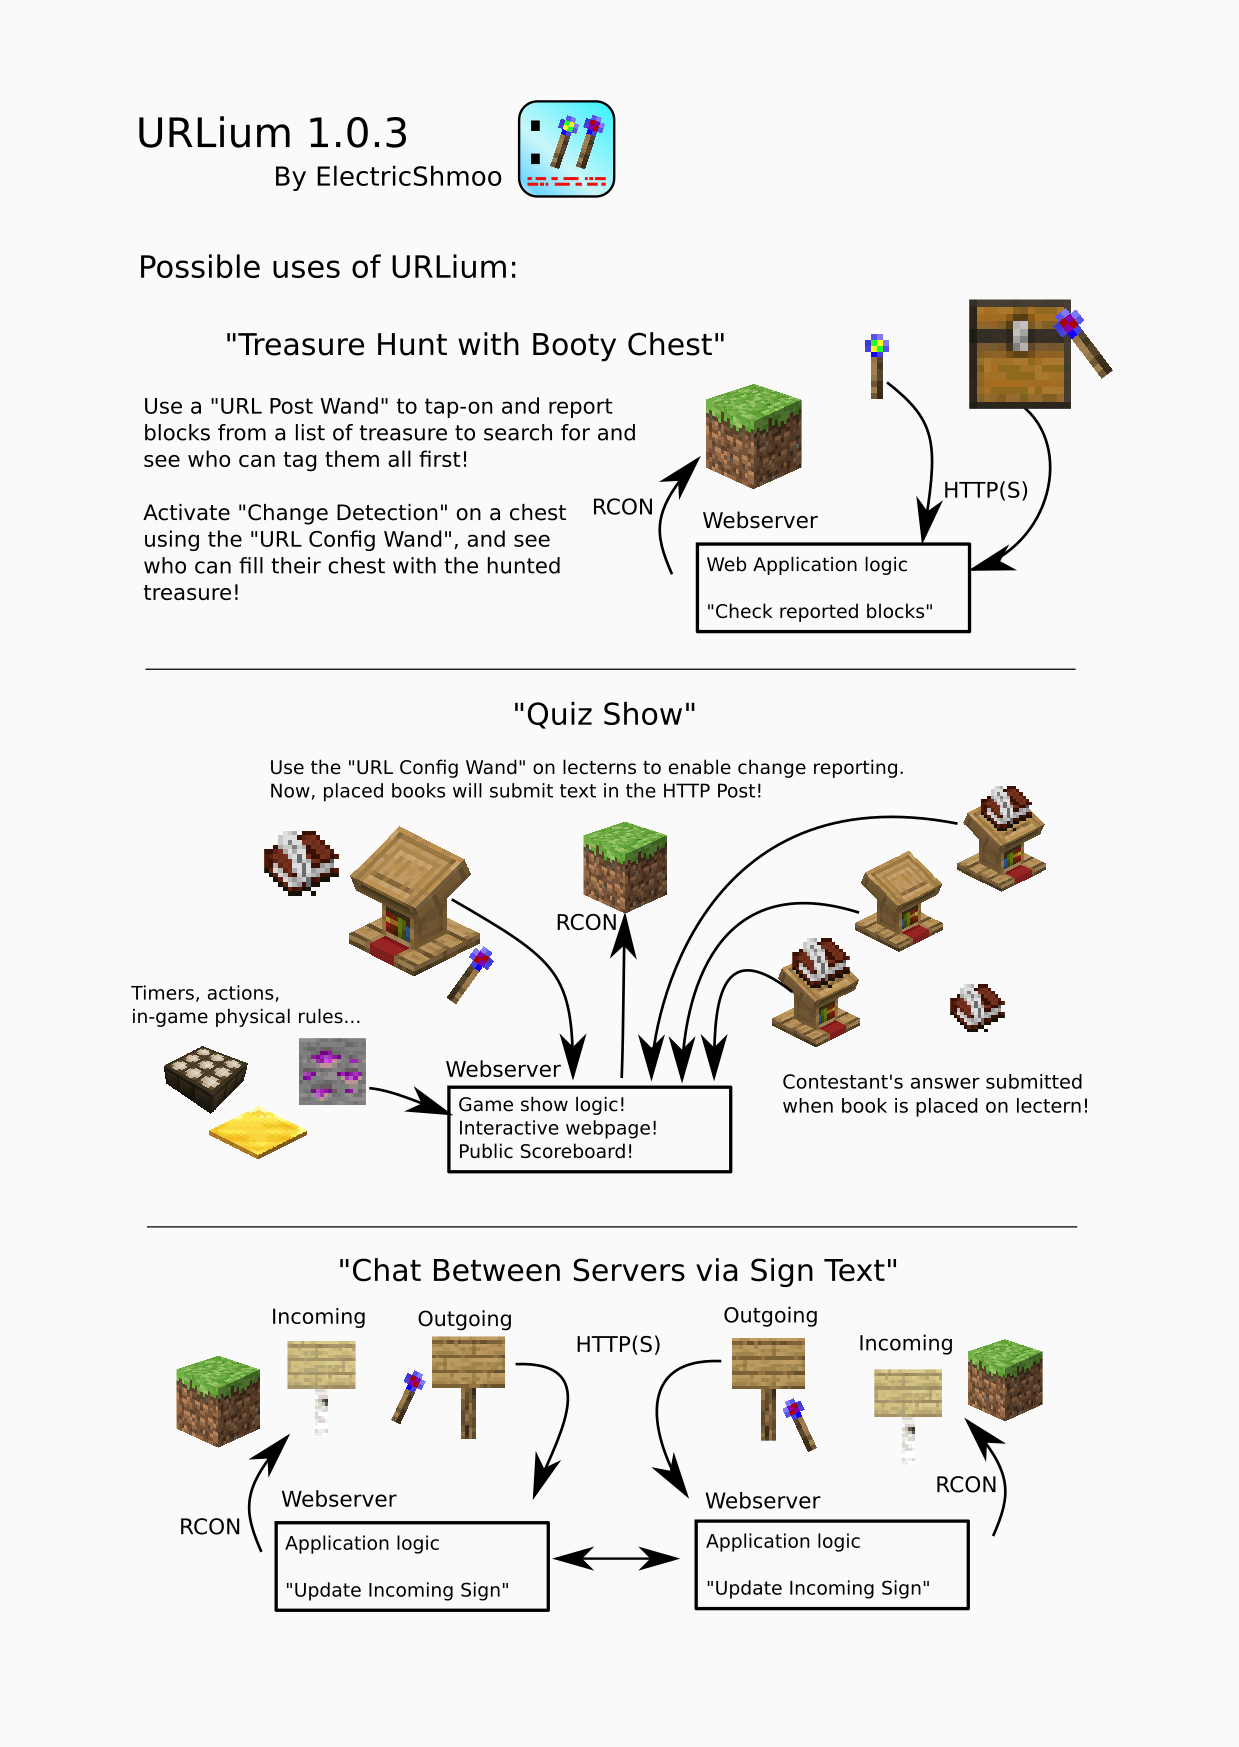 URLium 1.0.3
By ElectricShmoo
Possible uses of URLium:
"Treasure Hunt with Booty Chest"
Use a "URL Post Wand" to tap-on and report
blocks from a list of treasure to search for and
see who can tag them all first!
Activate "Change Detection" on a chest
using the "URL Config Wand", and see
who can fill their chest with the hunted
treasure!
RCON
HTTP(S)
Webserver
Web Application logic
"Check reported blocks"
"Quiz Show"
Use the "URL Config Wand" on lecterns to enable change reporting.
Now, placed books will submit text in the HTTP Post!
RCON
Timers, actions,
in-game physical rules...
Webserver
Game show logic!
Interactive webpage!
Public Scoreboard!
Contestant's answer submitted
when book is placed on lectern!
"Chat Between Servers via Sign Text"
Incoming
Outgoing
HTTP(S)
Outgoing
Incoming
RCON
Webserver
Application logic
"Update Incoming Sign"
Webserver
RCON
Application logic
"Update Incoming Sign"